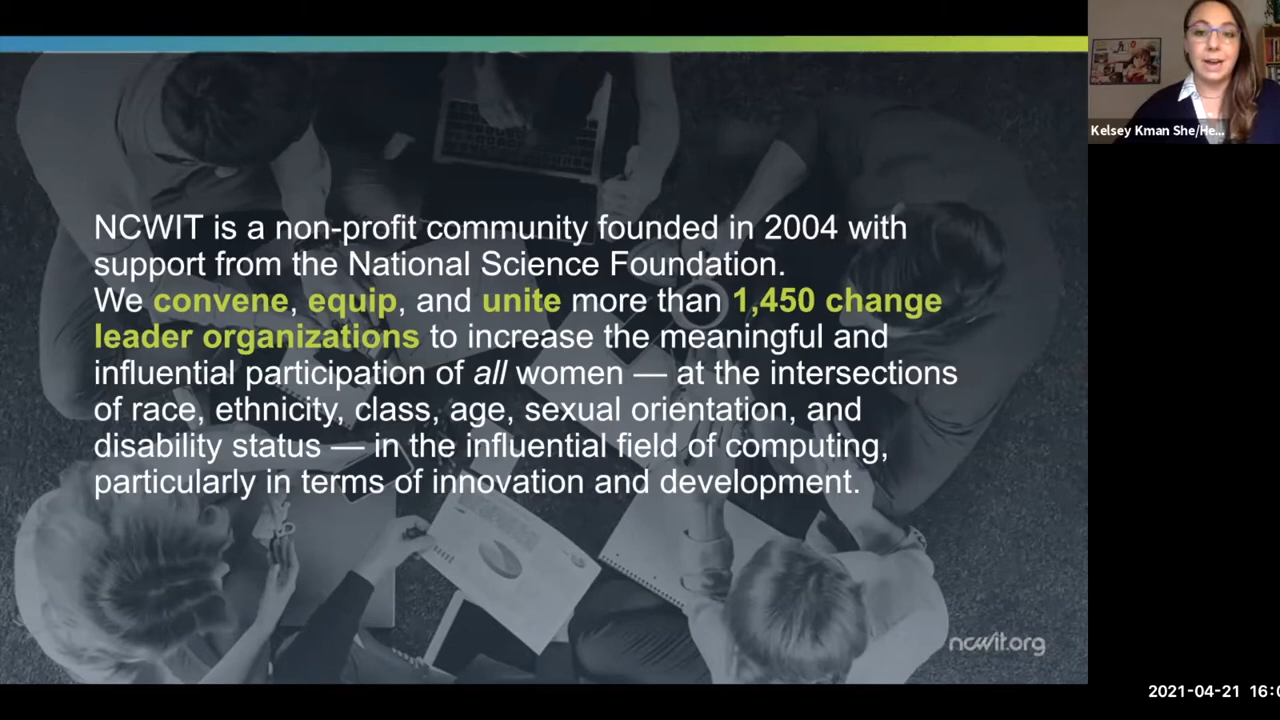 NCWIT is a non-profit community founded in 2004 with
support from the National Science Foundation.
We convene, equip, and unite more than 1,450 change
leader organizations to increase the meaningful and
influential participation of all women — at the intersections
of race, ethnicity, class, age, sexual orientation, and
disability status — in the influential field of computing,
particularly in terms of innovation and development.
ncwit.org
Kelsey Kman She/He...
2021-04-21 16:0